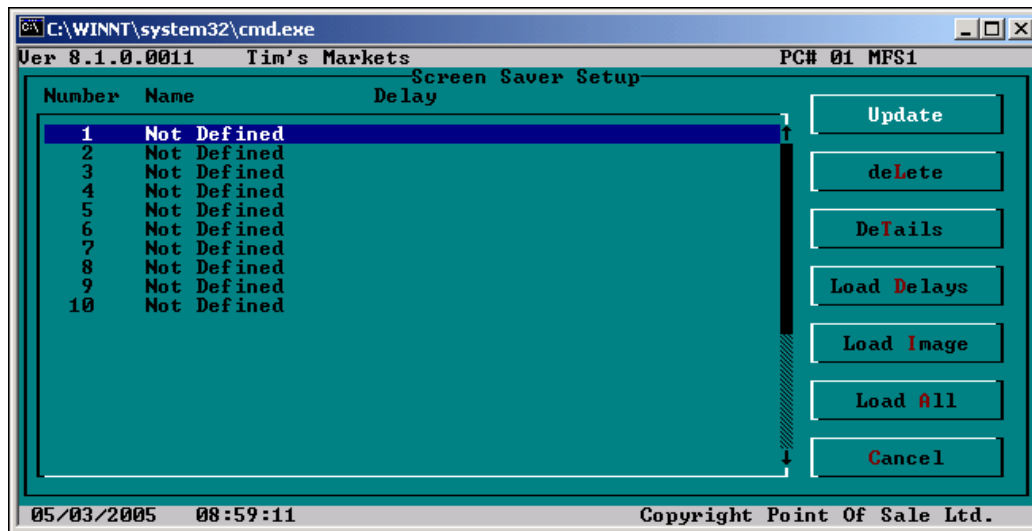 C:\WINNT\system32\cmd.exe
Ver 8.1.0.0011 Tim's Markets PC# 01 MFS1
Screen Saver Setup
Number Name Delay
1 Not Defined
2 Not Defined
3 Not Defined
4 Not Defined
5 Not Defined
6 Not Defined
7 Not Defined
8 Not Defined
9 Not Defined
10 Not Defined
Update
deLete
DeTails
Load Delays
Load Image
Load All
Cancel
05/03/2005 08:59:11 Copyright Point Of Sale Ltd.